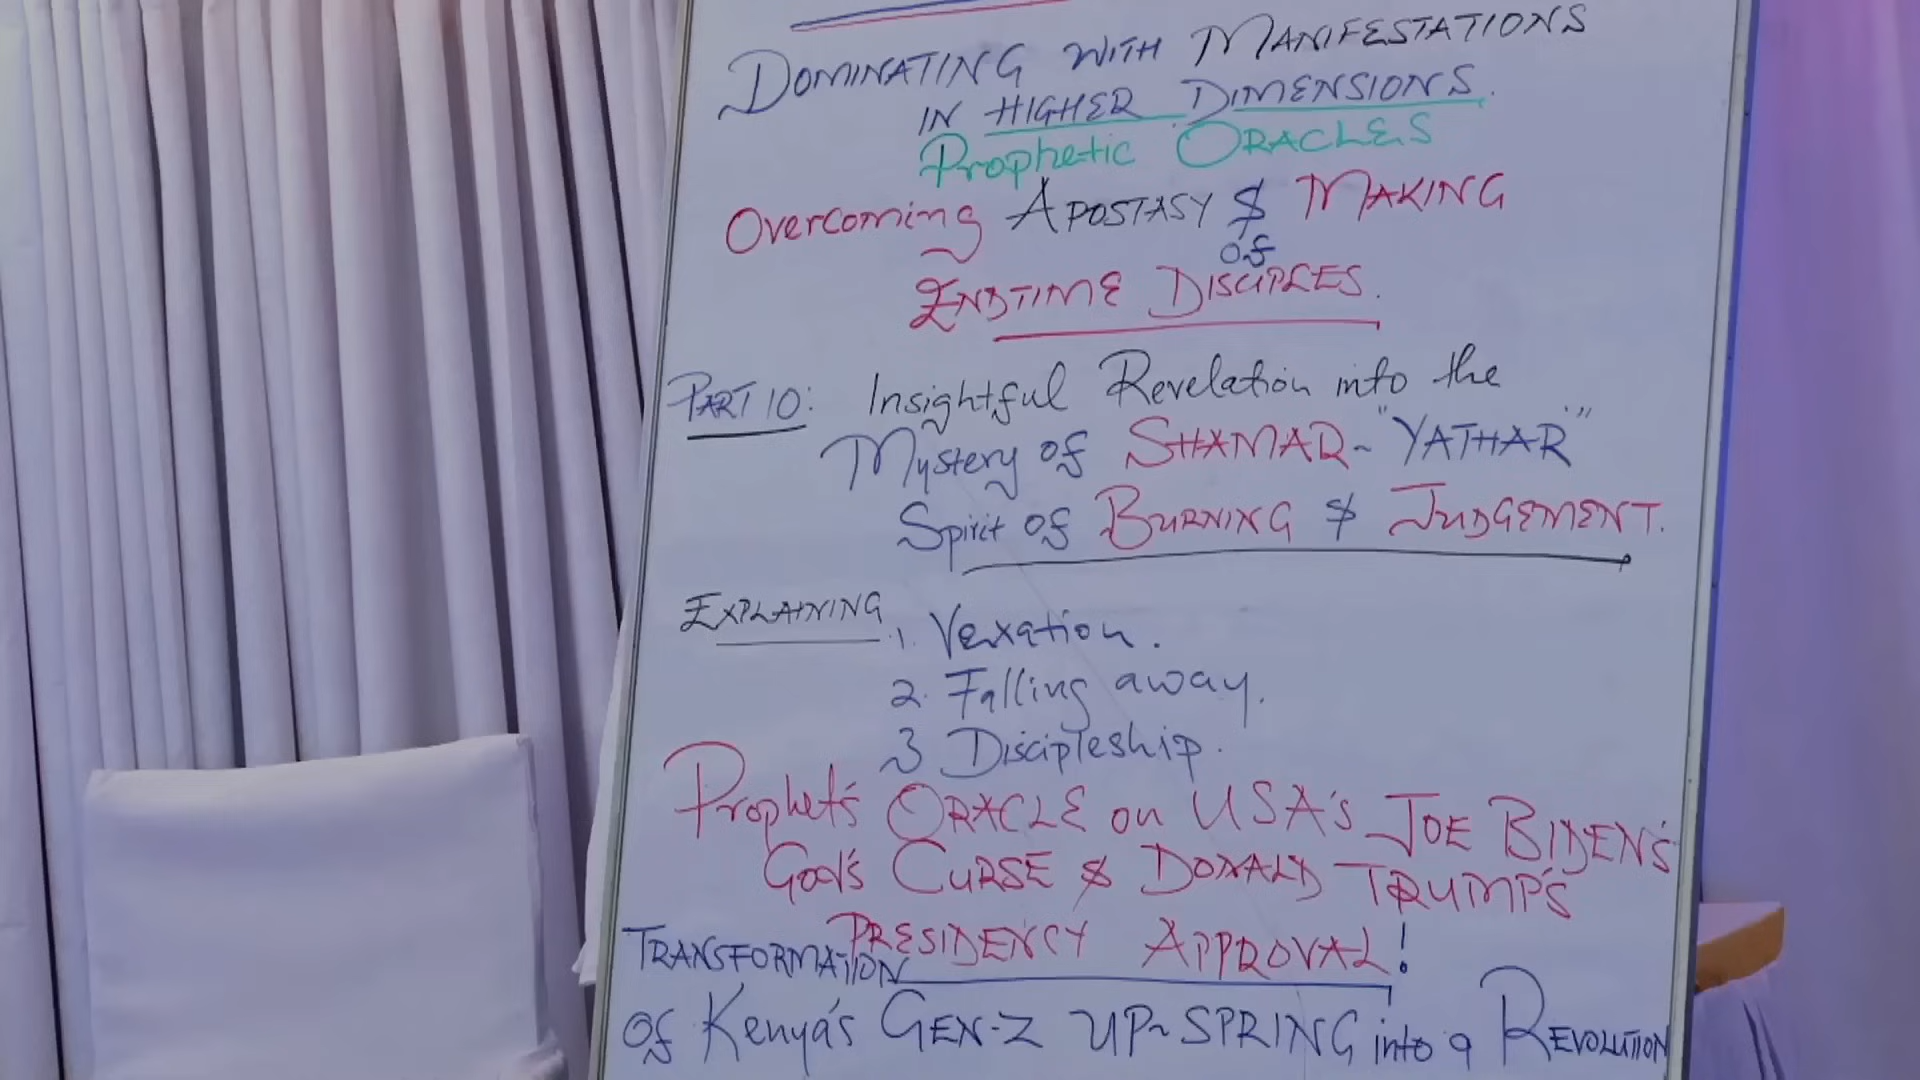 DOMINATING WITH MANIFESTATIONS
IN HIGHER DIMENSIONS.
Prophetic ORACLES
Overcoming APOSTASY & MAKING
of
ENDTIME DISCIPLES.
PART 10: Insightful Revelation into the
Mystery of SHAMAR~"YATHAR"
Spirit of BURNING & JUDGEMENT.
EXPLAINING 1. Vexation.
2. Falling away.
3 Discipleship.
Prophet's ORACLE on USA's JOE BIDEN's
God's CURSE & DONALD TRUMP'S
PRESIDENCY APPROVAL!
TRANSFORMATION
Of Kenya's GEN-Z UP~SPRING into a REVOLUTION